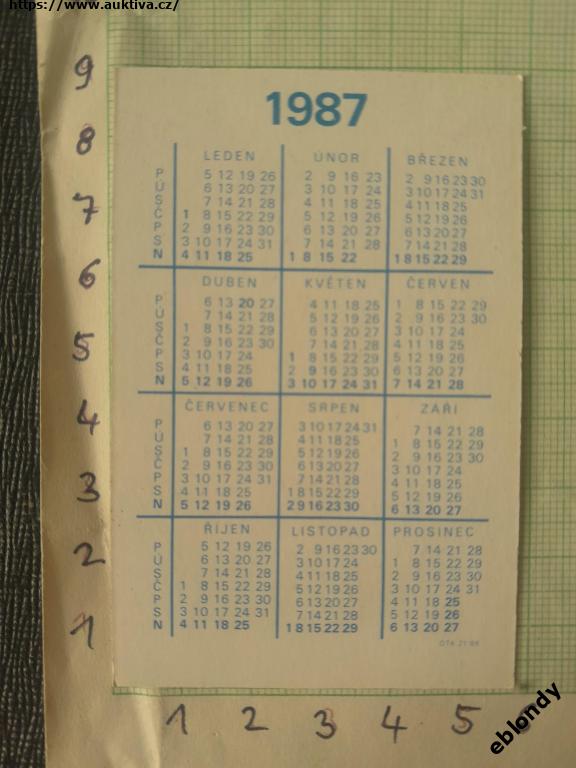 https://www.auktiva.cz/
9
8
7
6
5
4
3
2
1
1987
LEDEN ÚNOR BŘEZEN
P 5 12 19 26 2 9 16 23 2 9 16 23 30
Ú 6 13 20 27 3 10 17 24 3 10 17 24 31
S 7 14 21 28 4 11 18 25 4 11 18 25
Č 1 8 15 22 29 5 12 19 26 5 12 19 26
P 2 9 16 23 30 6 13 20 27 6 13 20 27
S 3 10 17 24 31 7 14 21 28 7 14 21 28
N 4 11 18 25 1 8 15 22 1 8 15 22 29
DUBEN KVĚTEN ČERVEN
P 6 13 20 27 4 11 18 25 1 8 15 22 29
Ú 7 14 21 28 5 12 19 26 2 9 16 23 30
S 1 8 15 22 29 6 13 20 27 3 10 17 24
Č 2 9 16 23 30 7 14 21 28 4 11 18 25
P 3 10 17 24 1 8 15 22 29 5 12 19 26
S 4 11 18 25 2 9 16 23 30 6 13 20 27
N 5 12 19 26 3 10 17 24 31 7 14 21 28
ČERVENEC SRPEN ZÁŘÍ
P 6 13 20 27 3 10 17 24 31 7 14 21 28
Ú 7 14 21 28 4 11 18 25 1 8 15 22 29
S 1 8 15 22 29 5 12 19 26 2 9 16 23 30
Č 2 9 16 23 30 6 13 20 27 3 10 17 24
P 3 10 17 24 31 7 14 21 28 4 11 18 25
S 4 11 18 25 1 8 15 22 29 5 12 19 26
N 5 12 19 26 2 9 16 23 30 6 13 20 27
ŘÍJEN LISTOPAD PROSINEC
P 5 12 19 26 2 9 16 23 30 7 14 21 28
Ú 6 13 20 27 3 10 17 24 1 8 15 22 29
S 7 14 21 28 4 11 18 25 2 9 16 23 30
Č 1 8 15 22 29 5 12 19 26 3 10 17 24 31
P 2 9 16 23 30 6 13 20 27 4 11 18 25
S 3 10 17 24 31 7 14 21 28 5 12 19 26
N 4 11 18 25 1 8 15 22 29 6 13 20 27
1 2 3 4 5
eblondy